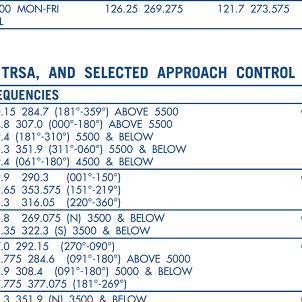 00 MON-FRI 126.25 269.275 121.7 273.575
TRSA, AND SELECTED APPROACH CONTROL
EQUENCIES
.15 284.7 (181°-359°) ABOVE 5500
.8 307.0 (000°-180°) ABOVE 5500
.4 (181°-310°) 5500 & BELOW
.3 351.9 (311°-060°) 5500 & BELOW
.4 (061°-180°) 4500 & BELOW
.9 290.3 (001°-150°)
.65 353.575 (151°-219°)
.3 316.05 (220°-360°)
.8 269.075 (N) 3500 & BELOW
.35 322.3 (S) 3500 & BELOW
.0 292.15 (270°-090°)
.775 284.6 (091°-180°) ABOVE 5000
.9 308.4 (091°-180°) 5000 & BELOW
.775 377.075 (181°-269°)
.3 351.9 (N) 3500 & BELOW